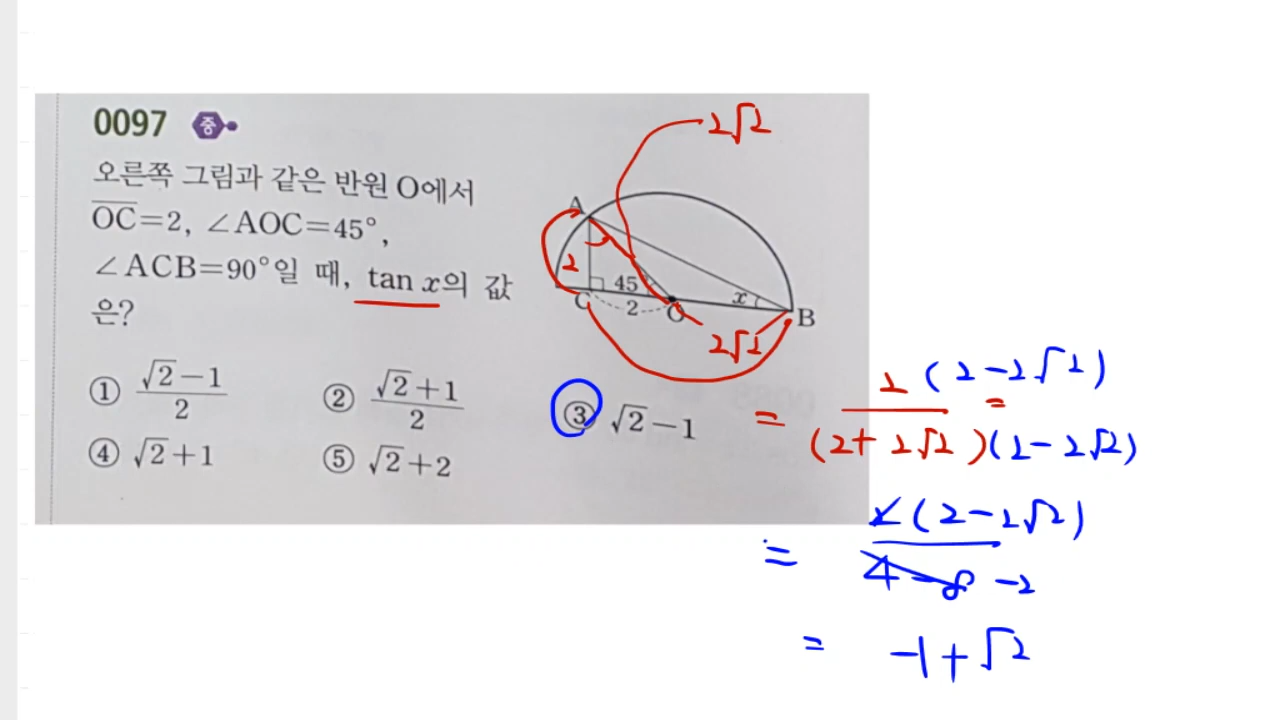 0097 중
오른쪽 그림과 같은 반원 O에서
OC=2, ∠AOC=45°,
∠ACB=90°일 때, tan x의 값
은?
① (√2-1)/2
② (√2+1)/2
③ √2-1
④ √2+1
⑤ √2+2
2√2
A
2
45
x
C
2
O
B
2√2
= 2(2-2√2) / (2+2√2)(2-2√2)
=
= 2(2-2√2) / 4-8 -2
= -1+√2